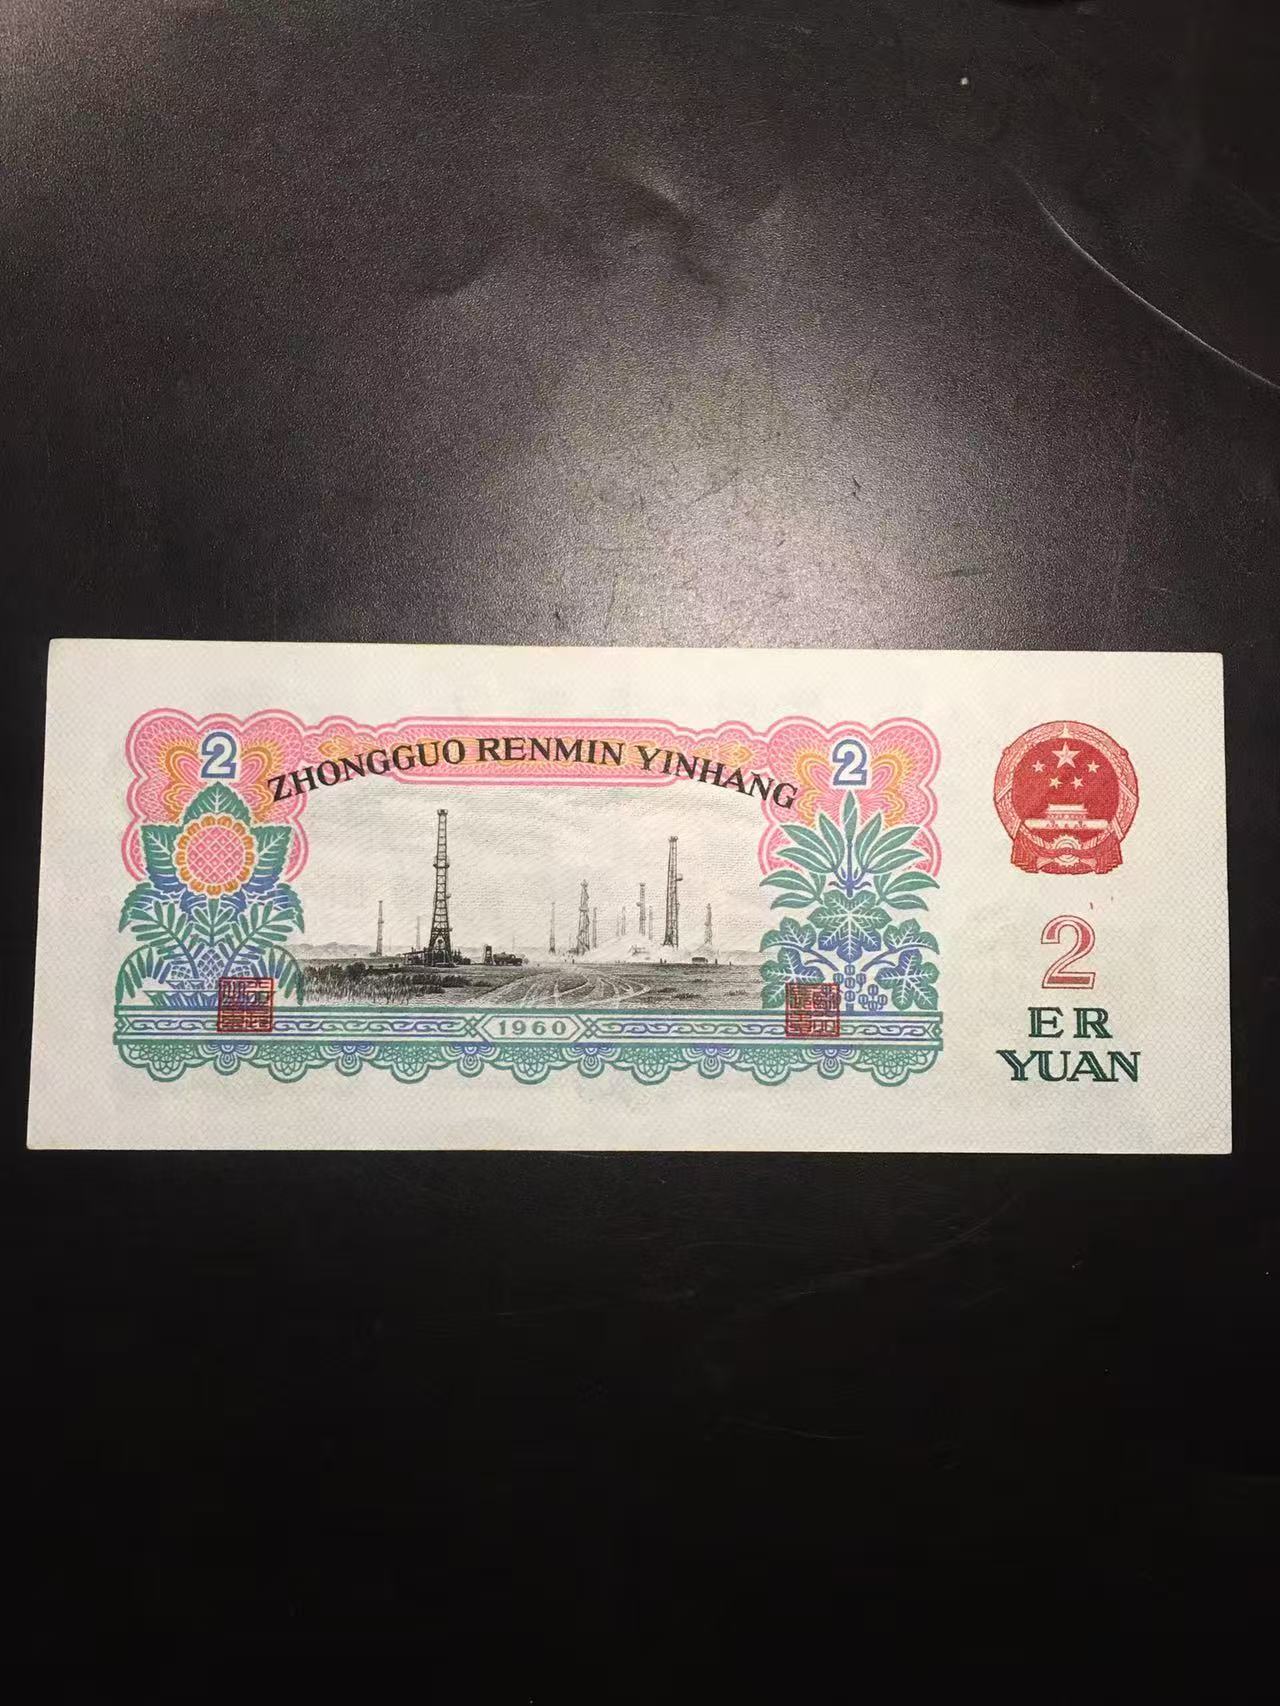 2
2
ZHONGGUO RENMIN YINHANG
1960
2
ER
YUAN